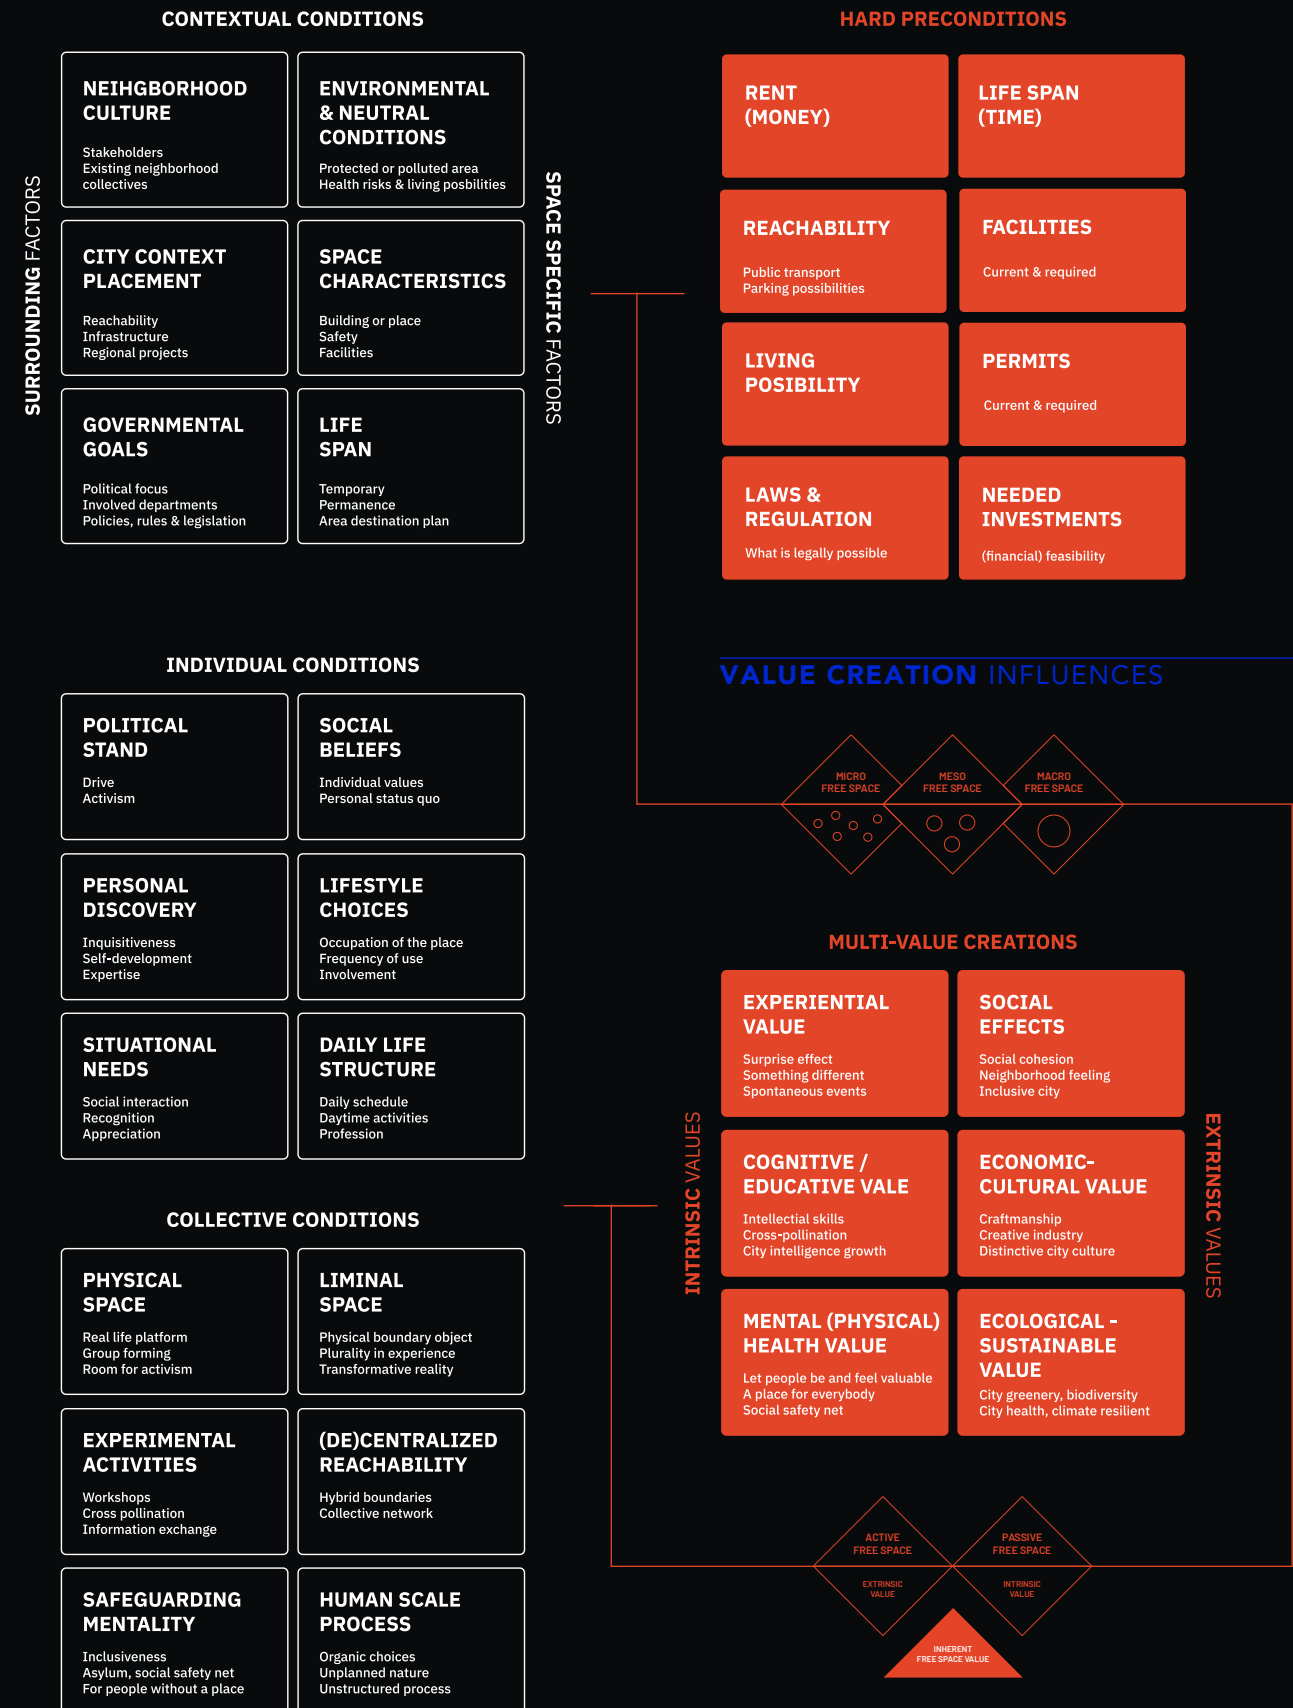 CONTEXTUAL CONDITIONS
SURROUNDING FACTORS
NEIHGBORHOOD
CULTURE
Stakeholders
Existing neighborhood
collectives
ENVIRONMENTAL
& NEUTRAL
CONDITIONS
Protected or polluted area
Health risks & living posbilities
CITY CONTEXT
PLACEMENT
Reachability
Infrastructure
Regional projects
SPACE
CHARACTERISTICS
Building or place
Safety
Facilities
GOVERNMENTAL
GOALS
Political focus
Involved departments
Policies, rules & legislation
LIFE
SPAN
Temporary
Permanence
Area destination plan
SPACE SPECIFIC FACTORS
HARD PRECONDITIONS
RENT
(MONEY)
LIFE SPAN
(TIME)
REACHABILITY
Public transport
Parking possibilities
FACILITIES
Current & required
LIVING
POSIBILITY
PERMITS
Current & required
LAWS &
REGULATION
What is legally possible
NEEDED
INVESTMENTS
(financial) feasibility
INDIVIDUAL CONDITIONS
POLITICAL
STAND
Drive
Activism
SOCIAL
BELIEFS
Individual values
Personal status quo
PERSONAL
DISCOVERY
Inquisitiveness
Self-development
Expertise
LIFESTYLE
CHOICES
Occupation of the place
Frequency of use
Involvement
SITUATIONAL
NEEDS
Social interaction
Recognition
Appreciation
DAILY LIFE
STRUCTURE
Daily schedule
Daytime activities
Profession
VALUE CREATION INFLUENCES
MICRO
FREE SPACE
MESO
FREE SPACE
MACRO
FREE SPACE
MULTI-VALUE CREATIONS
INTRINSIC VALUES
EXPERIENTIAL
VALUE
Surprise effect
Something different
Spontaneous events
SOCIAL
EFFECTS
Social cohesion
Neighborhood feeling
Inclusive city
COGNITIVE /
EDUCATIVE VALE
Intellectial skills
Cross-pollination
City intelligence growth
ECONOMIC-
CULTURAL VALUE
Craftmanship
Creative industry
Distinctive city culture
MENTAL (PHYSICAL)
HEALTH VALUE
Let people be and feel valuable
A place for everybody
Social safety net
ECOLOGICAL -
SUSTAINABLE
VALUE
City greenery, biodiversity
City health, climate resilient
EXTRINSIC VALUES
COLLECTIVE CONDITIONS
PHYSICAL
SPACE
Real life platform
Group forming
Room for activism
LIMINAL
SPACE
Physical boundary object
Plurality in experience
Transformative reality
EXPERIMENTAL
ACTIVITIES
Workshops
Cross pollination
Information exchange
(DE)CENTRALIZED
REACHABILITY
Hybrid boundaries
Collective network
SAFEGUARDING
MENTALITY
Inclusiveness
Asylum, social safety net
For people without a place
HUMAN SCALE
PROCESS
Organic choices
Unplanned nature
Unstructured process
ACTIVE
FREE SPACE
EXTRINSIC
VALUE
PASSIVE
FREE SPACE
INTRINSIC
VALUE
INHERENT
FREE SPACE VALUE